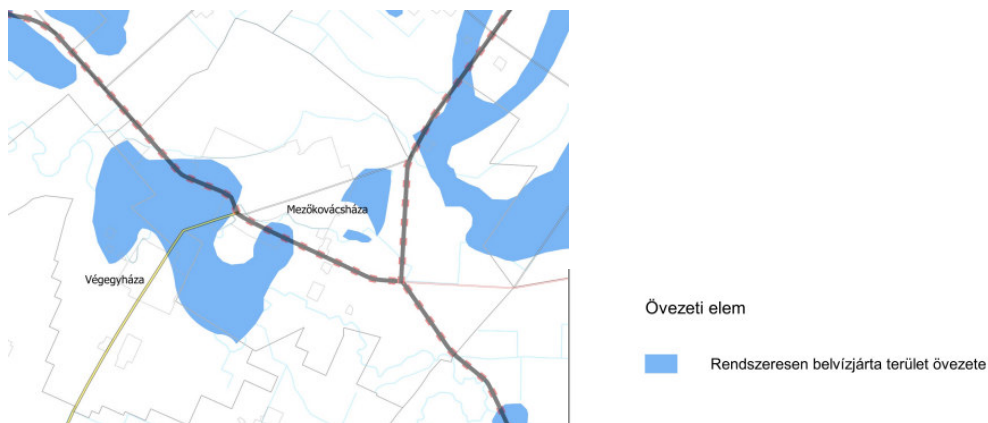 Mezőkovácsháza
Végegyháza
Övezeti elem
Rendszeresen belvízjárta terület övezete